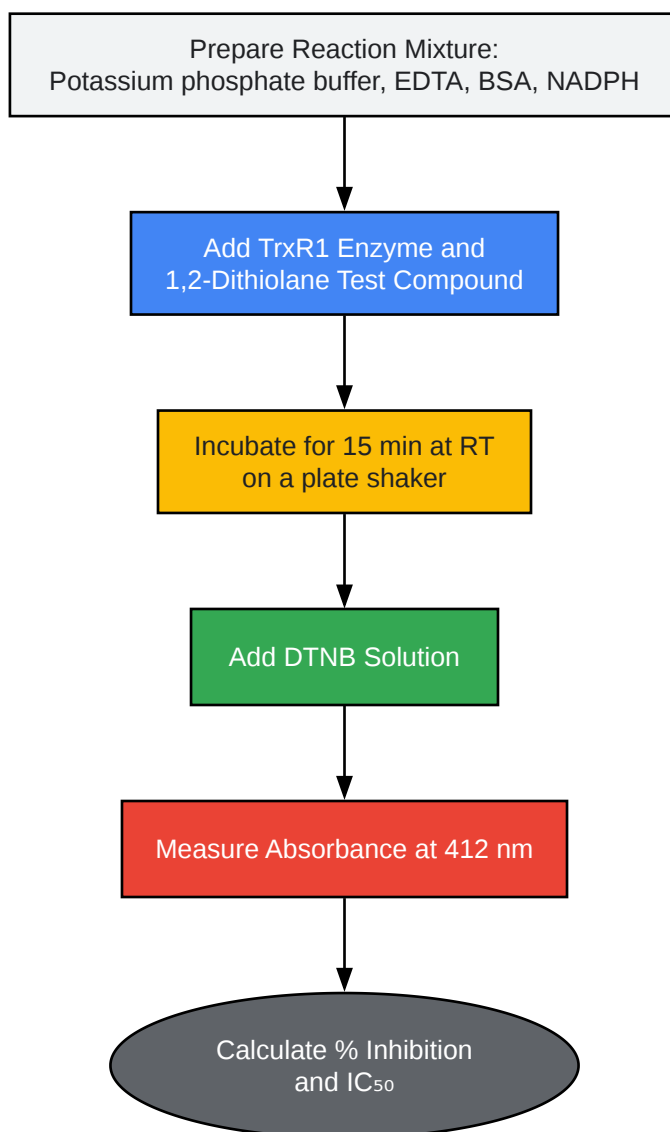 Prepare Reaction Mixture:
Potassium phosphate buffer, EDTA, BSA, NADPH
Add TrxR1 Enzyme and
1,2-Dithiolane Test Compound
Incubate for 15 min at RT
on a plate shaker
Add DTNB Solution
Measure Absorbance at 412 nm
Calculate % Inhibition
and IC₅₀